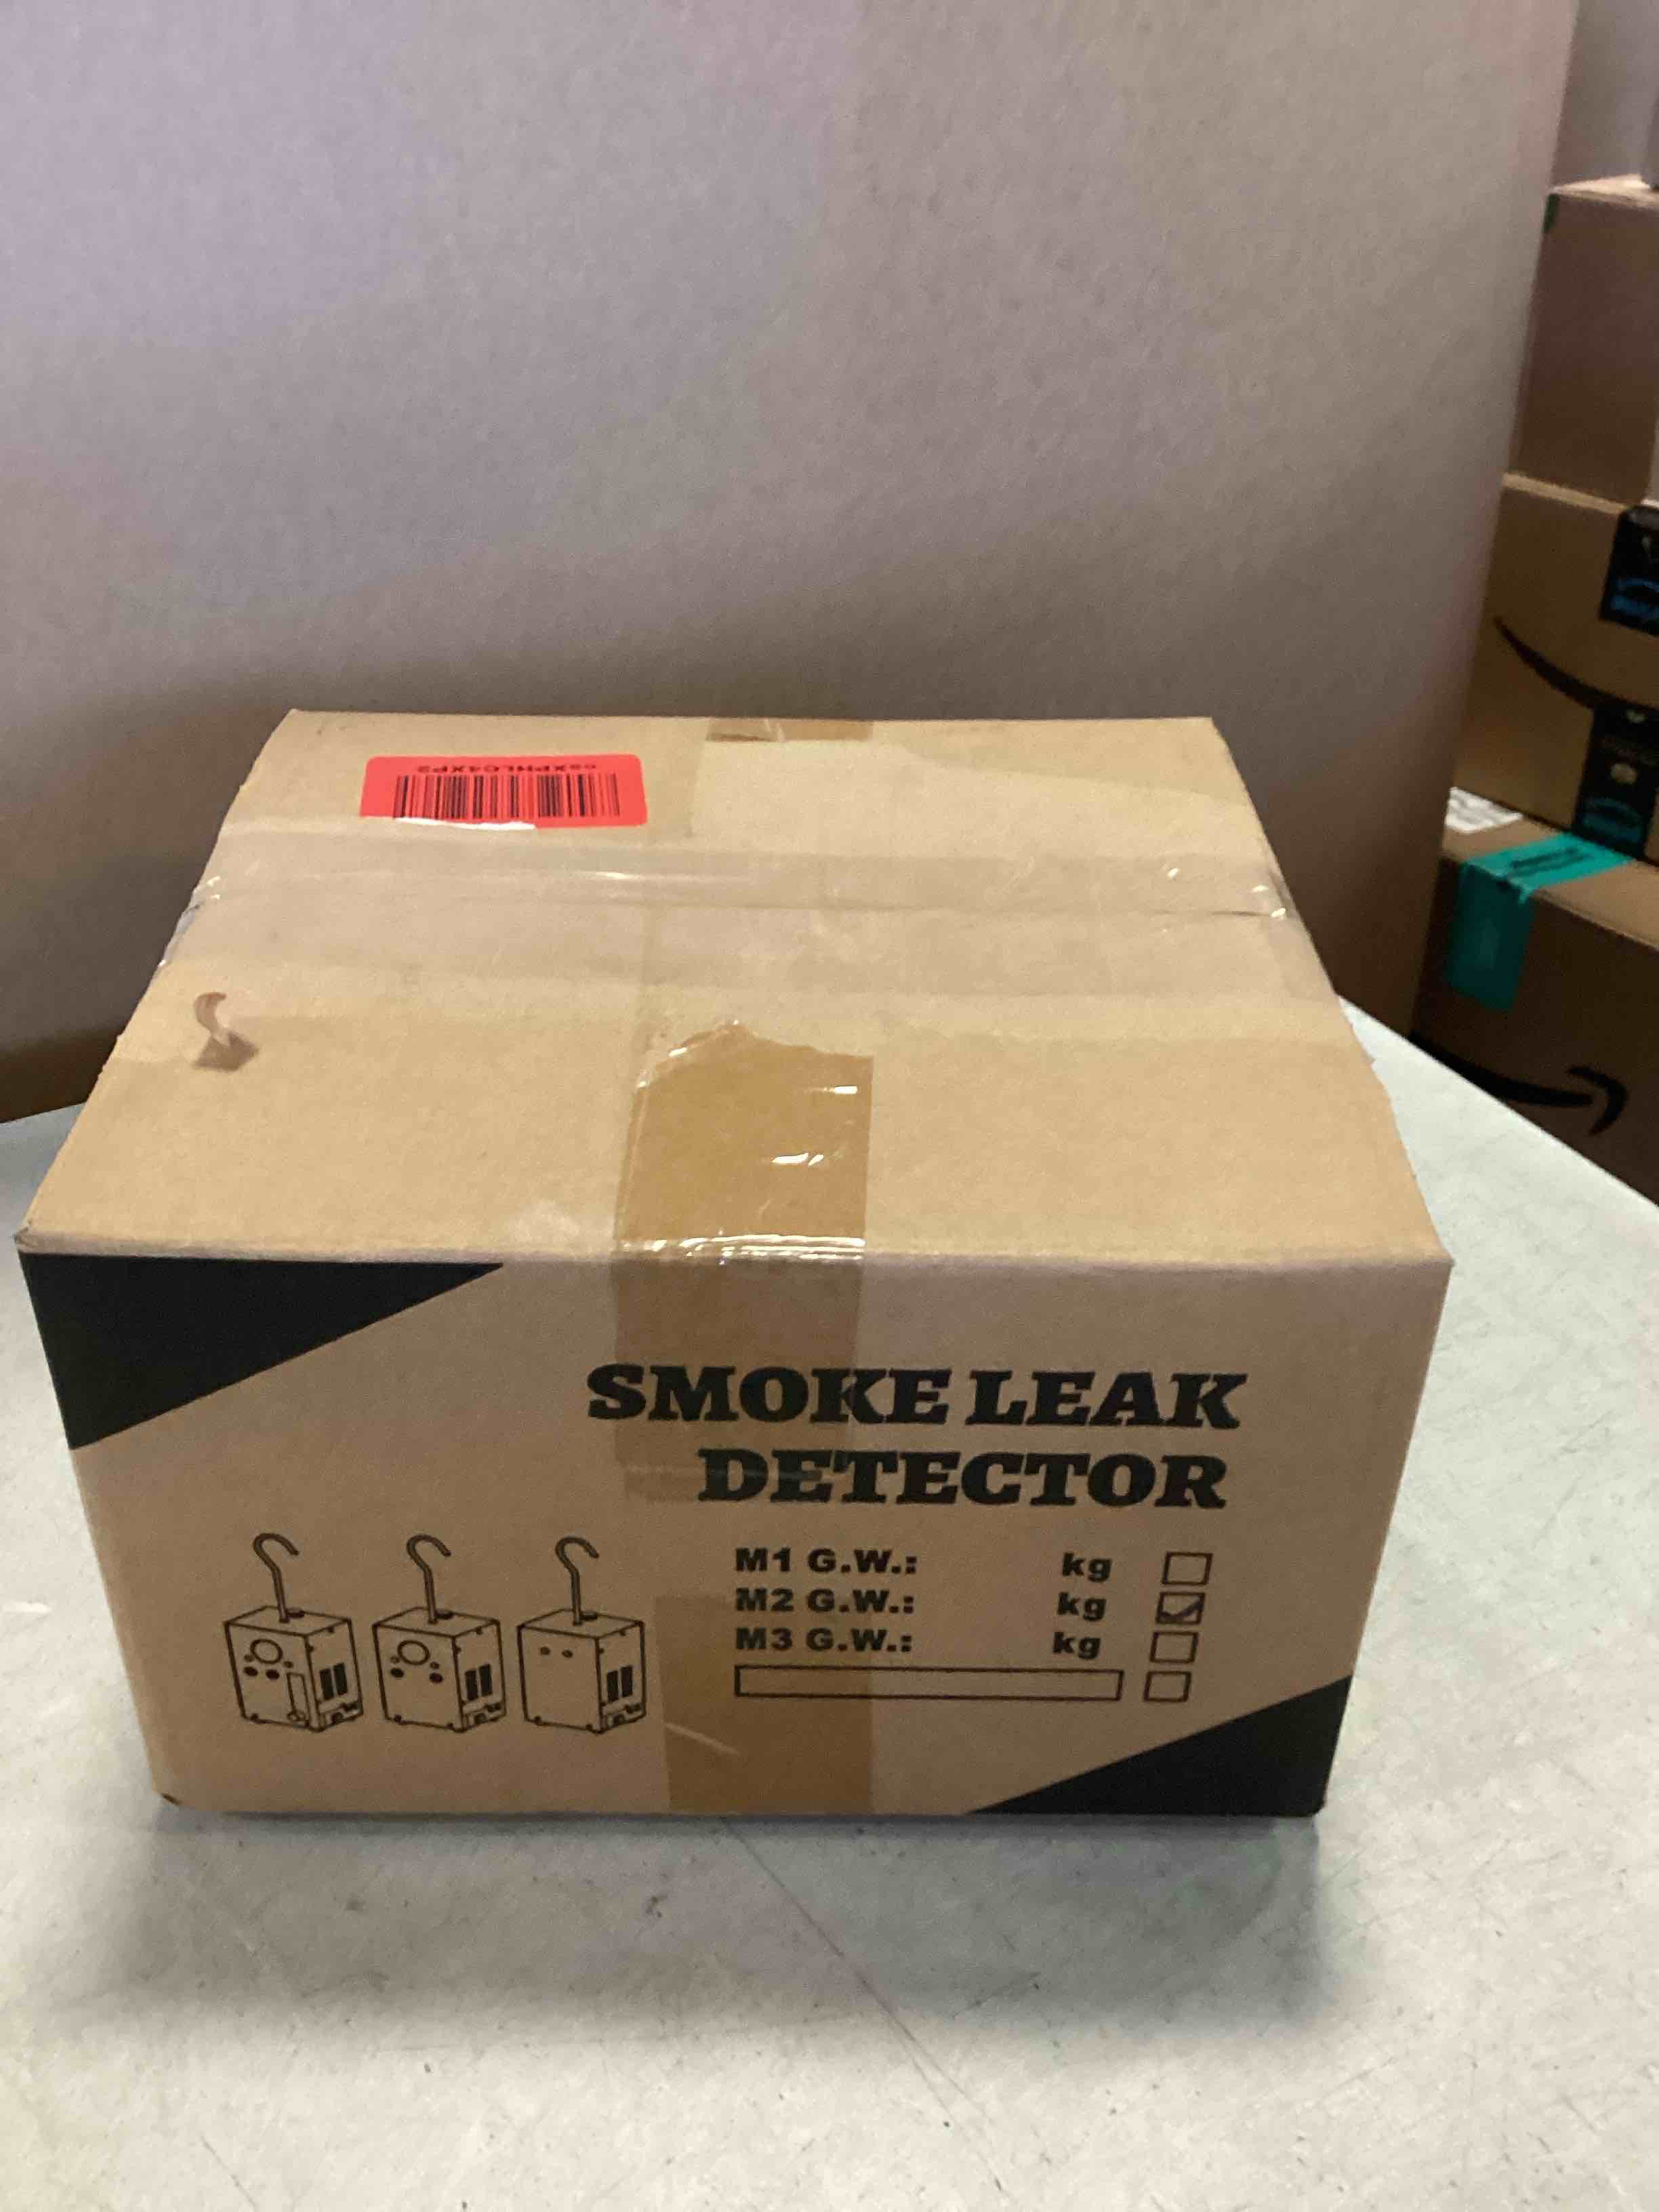 SMOKE LEAK
DETECTOR
M1 G.W.: kg
M2 G.W.: kg
M3 G.W.: kg